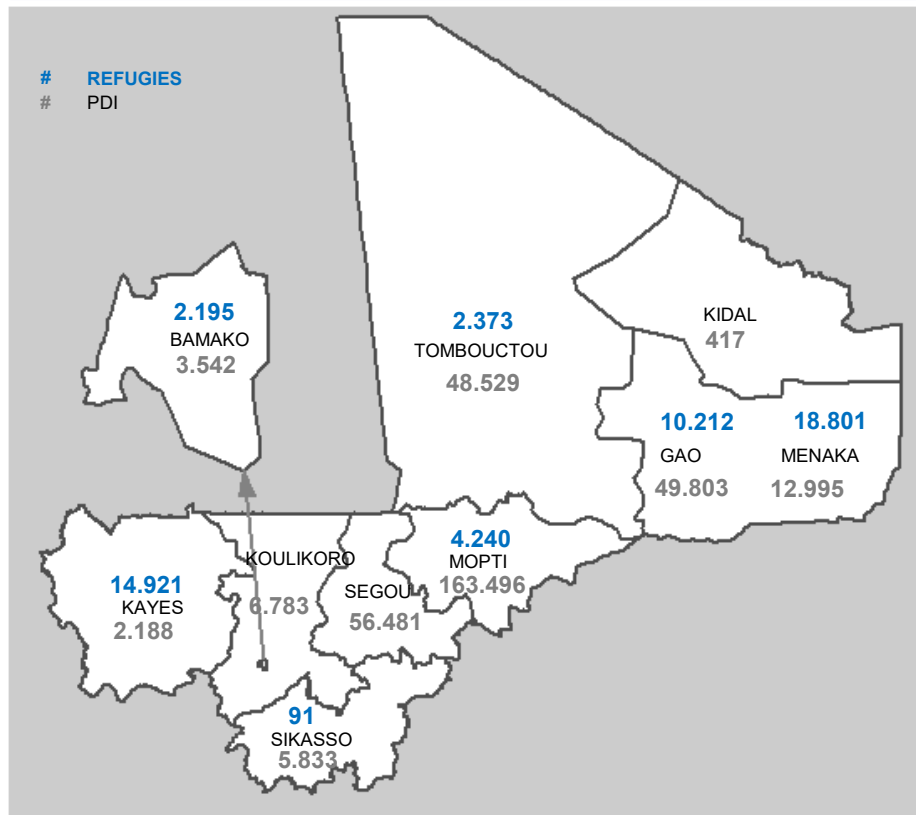 # REFUGIES
# PDI
2.195
BAMAKO
3.542
2.373
TOMBOUCTOU
48.529
KIDAL
417
10.212
GAO
49.803
18.801
MENAKA
12.995
14.921
KAYES
2.188
KOULIKORO
6.783
SEGOU
56.481
4.240
MOPTI
163.496
91
SIKASSO
5.833